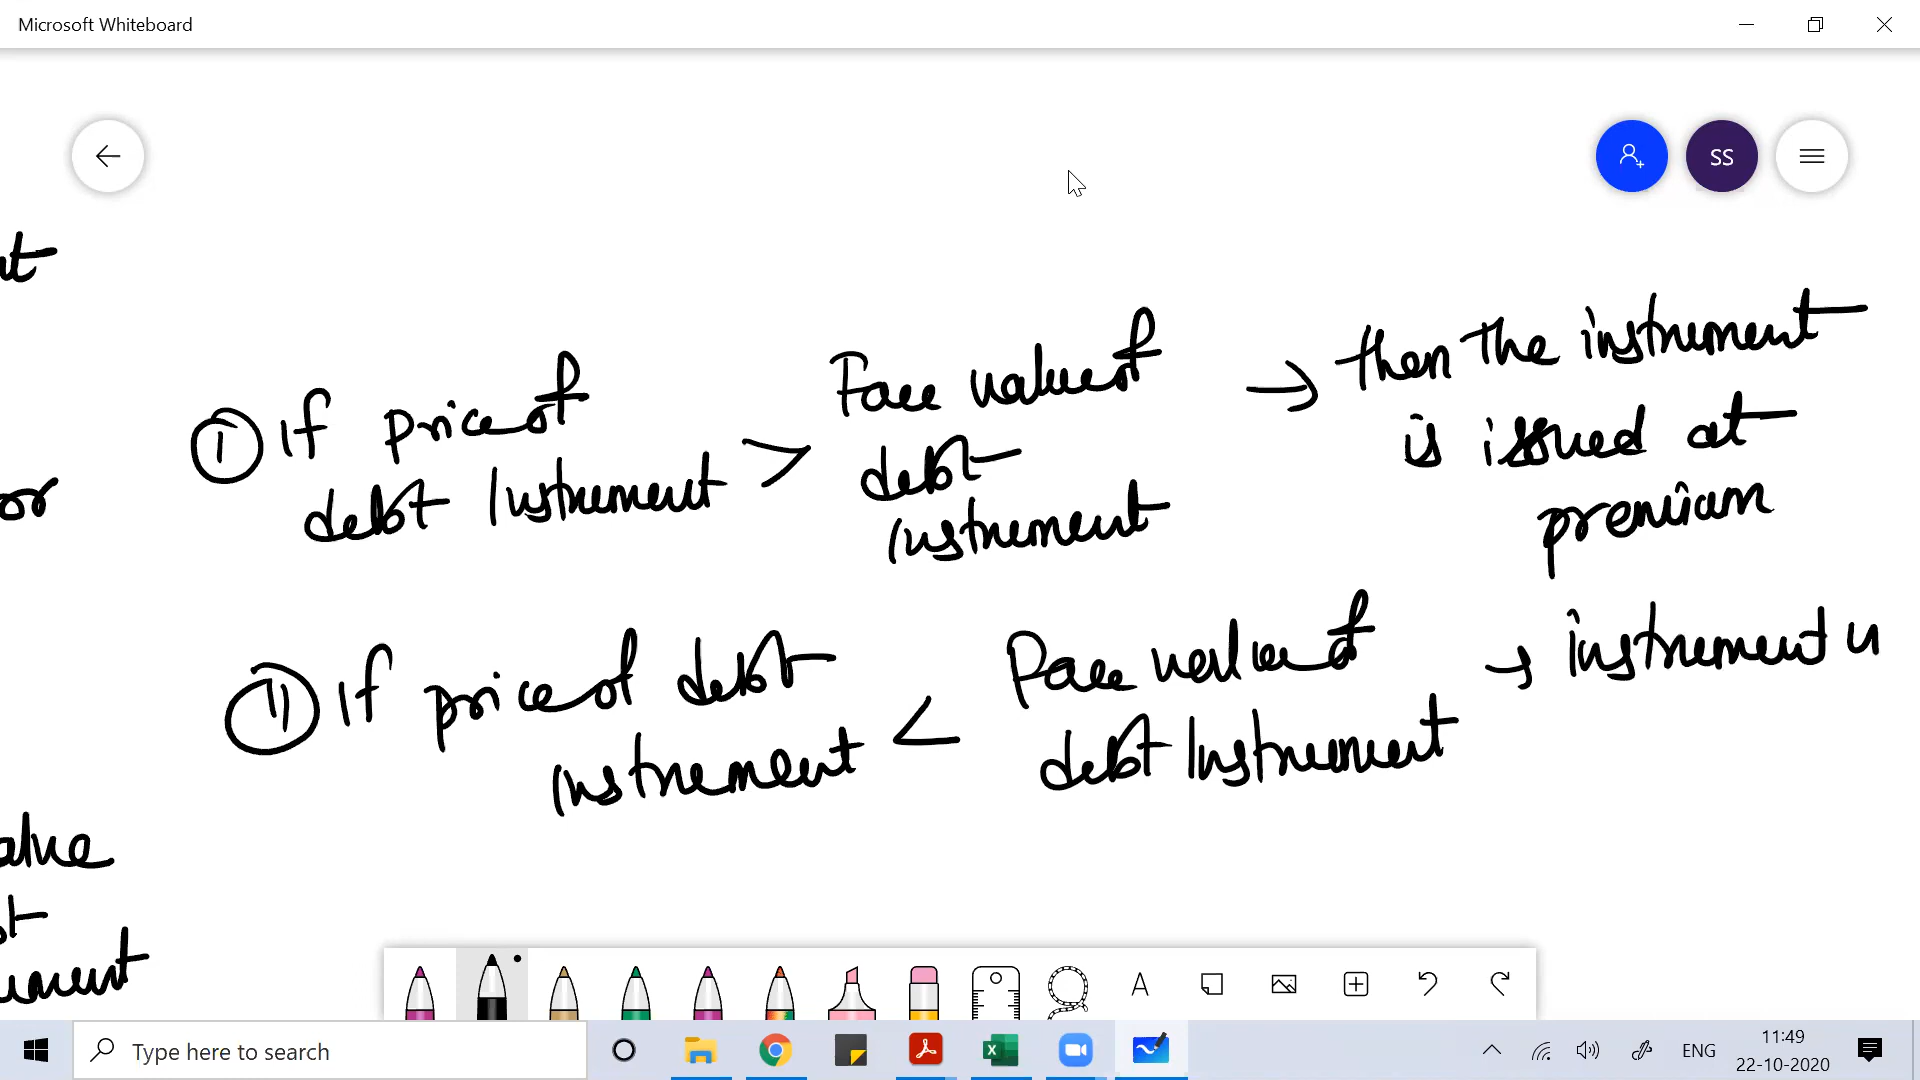 Microsoft Whiteboard
SS
or
① If price of
debt Instrument
>
Face value of
debt
instrument
→ then the instrument
is issued at
premium
② If price of debt
instrument
<
Face value of
debt Instrument
→ instrument
A
Type here to search
ENG
11:49
22-10-2020